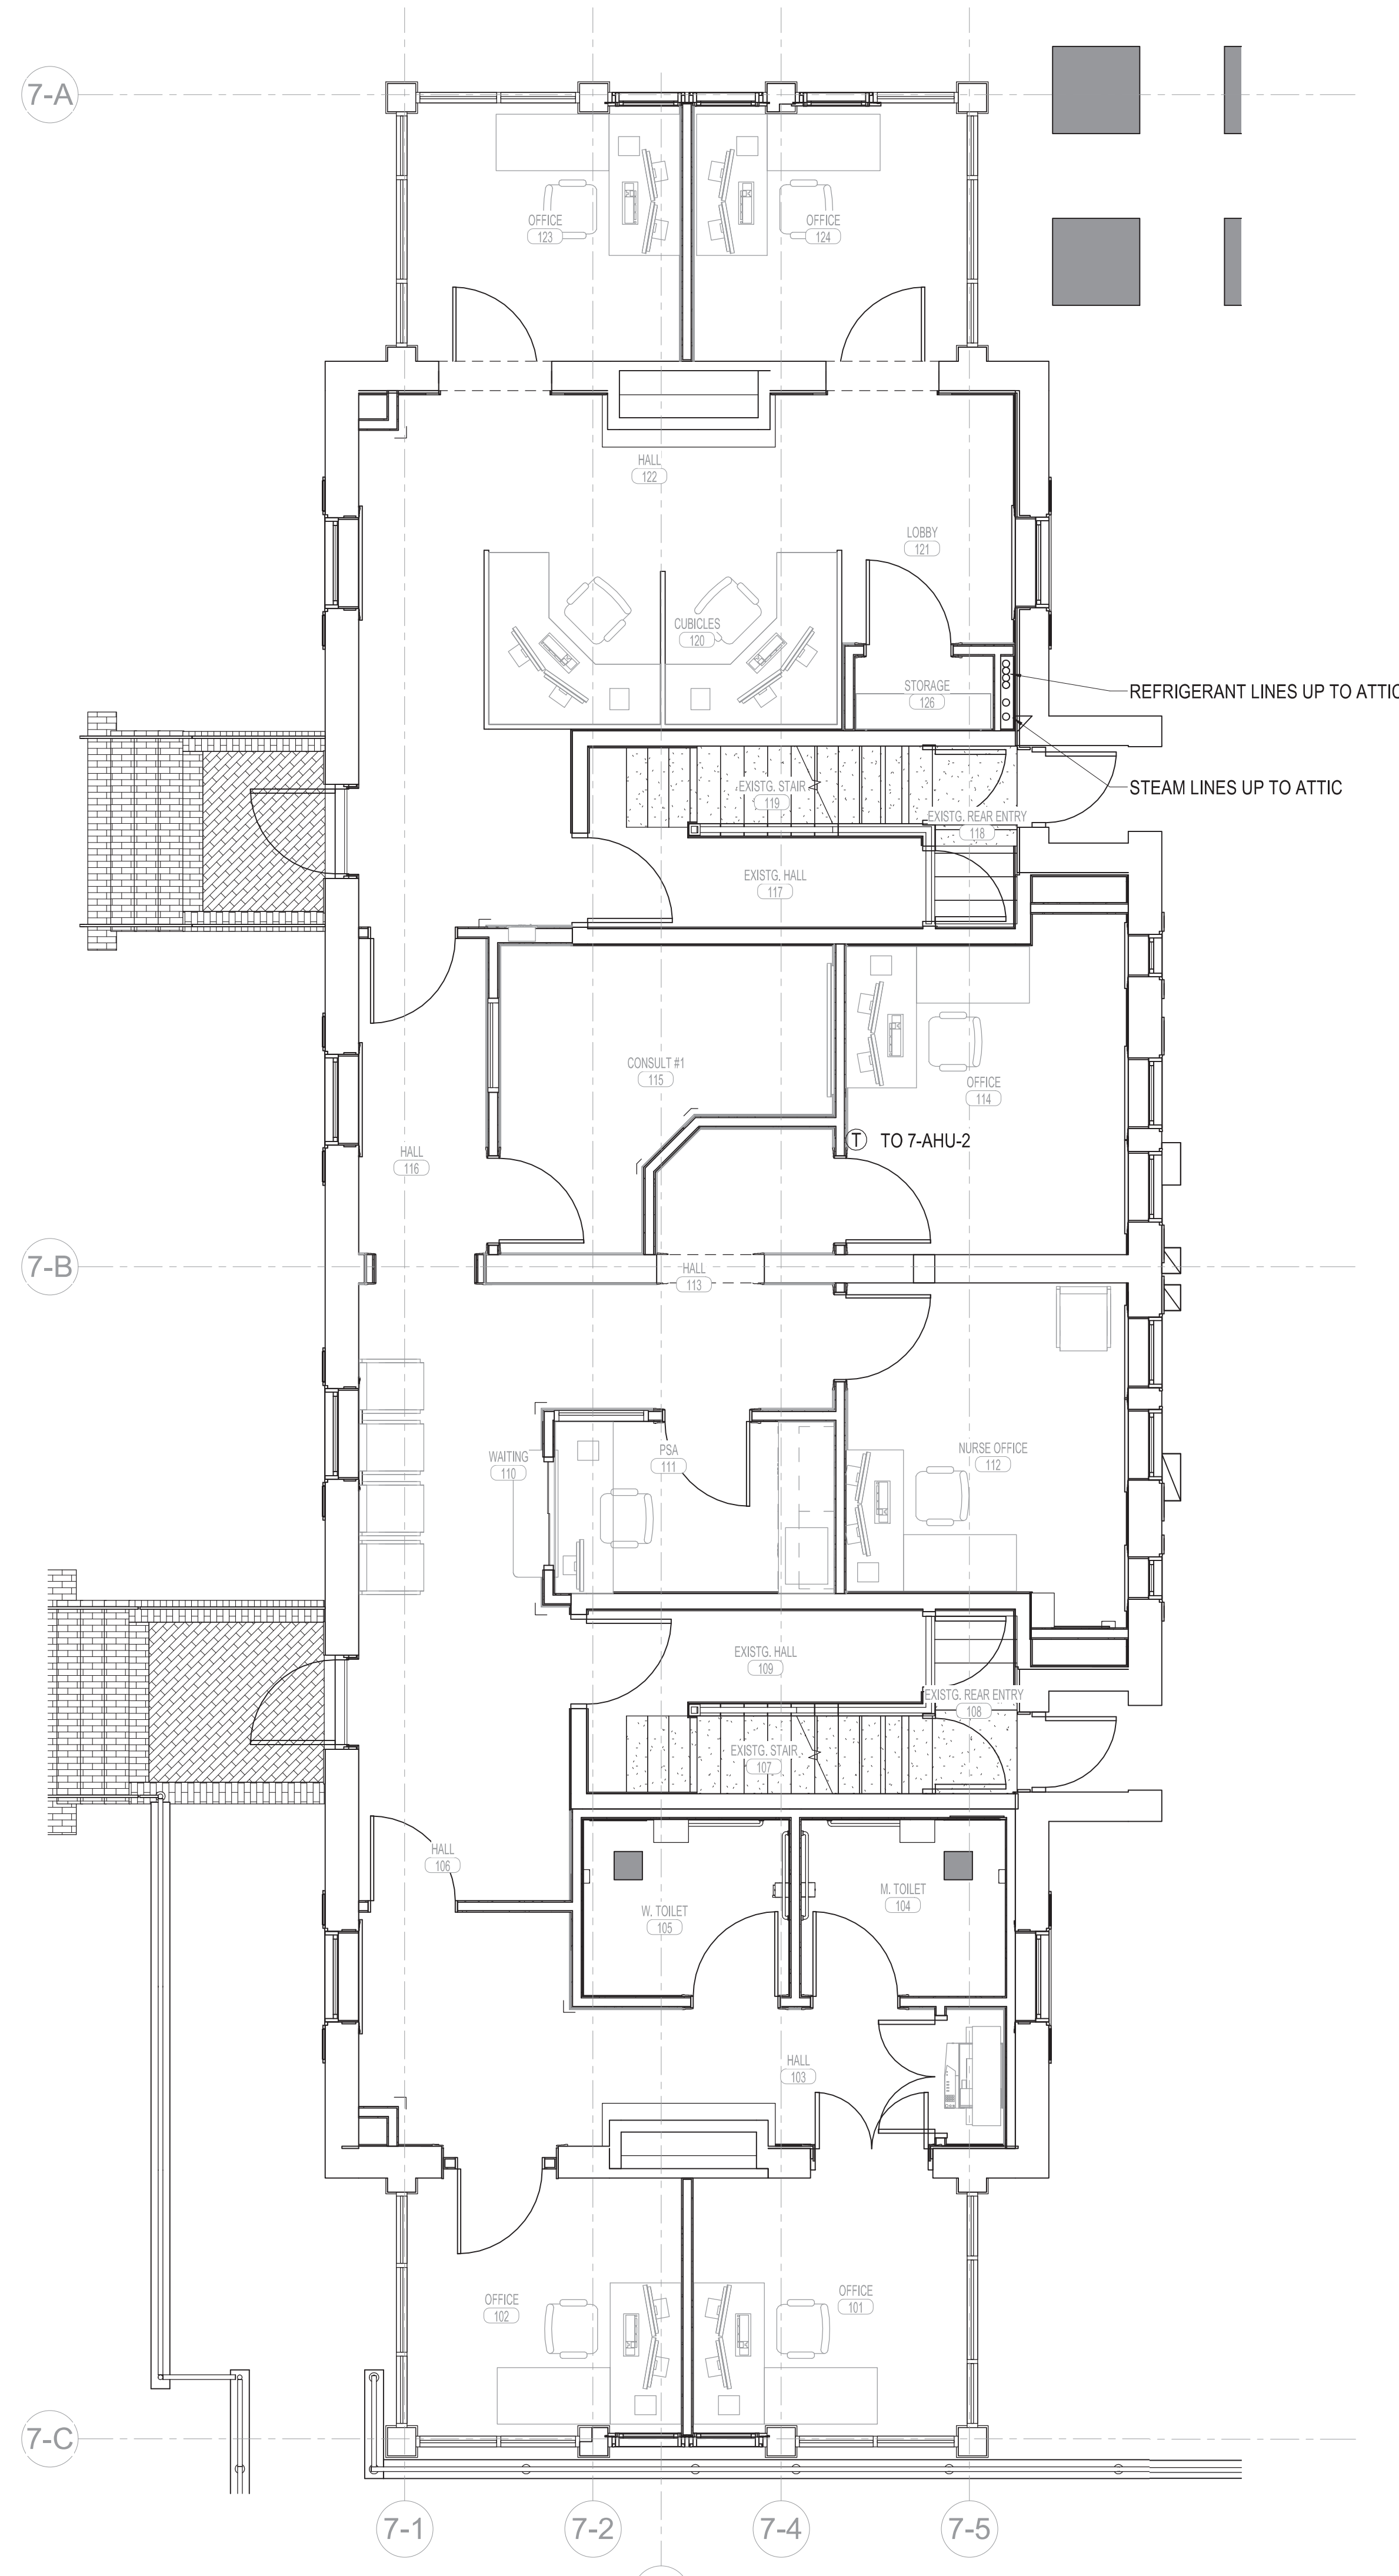 7-A
OFFICE
123
OFFICE
124
HALL
122
LOBBY
121
CUBICLES
120
STORAGE
126
REFRIGERANT LINES UP TO ATTIC
EXISTG. STAIR
119
STEAM LINES UP TO ATTIC
EXISTG. REAR ENTRY
118
EXISTG. HALL
117
CONSULT #1
115
OFFICE
114
T TO 7-AHU-2
HALL
116
7-B
HALL
113
WAITING
110
PSA
111
NURSE OFFICE
112
EXISTG. HALL
109
EXISTG. REAR ENTRY
108
EXISTG. STAIR
107
HALL
106
W. TOILET
105
M. TOILET
104
HALL
103
OFFICE
102
OFFICE
101
7-C
7-1
7-2
7-4
7-5